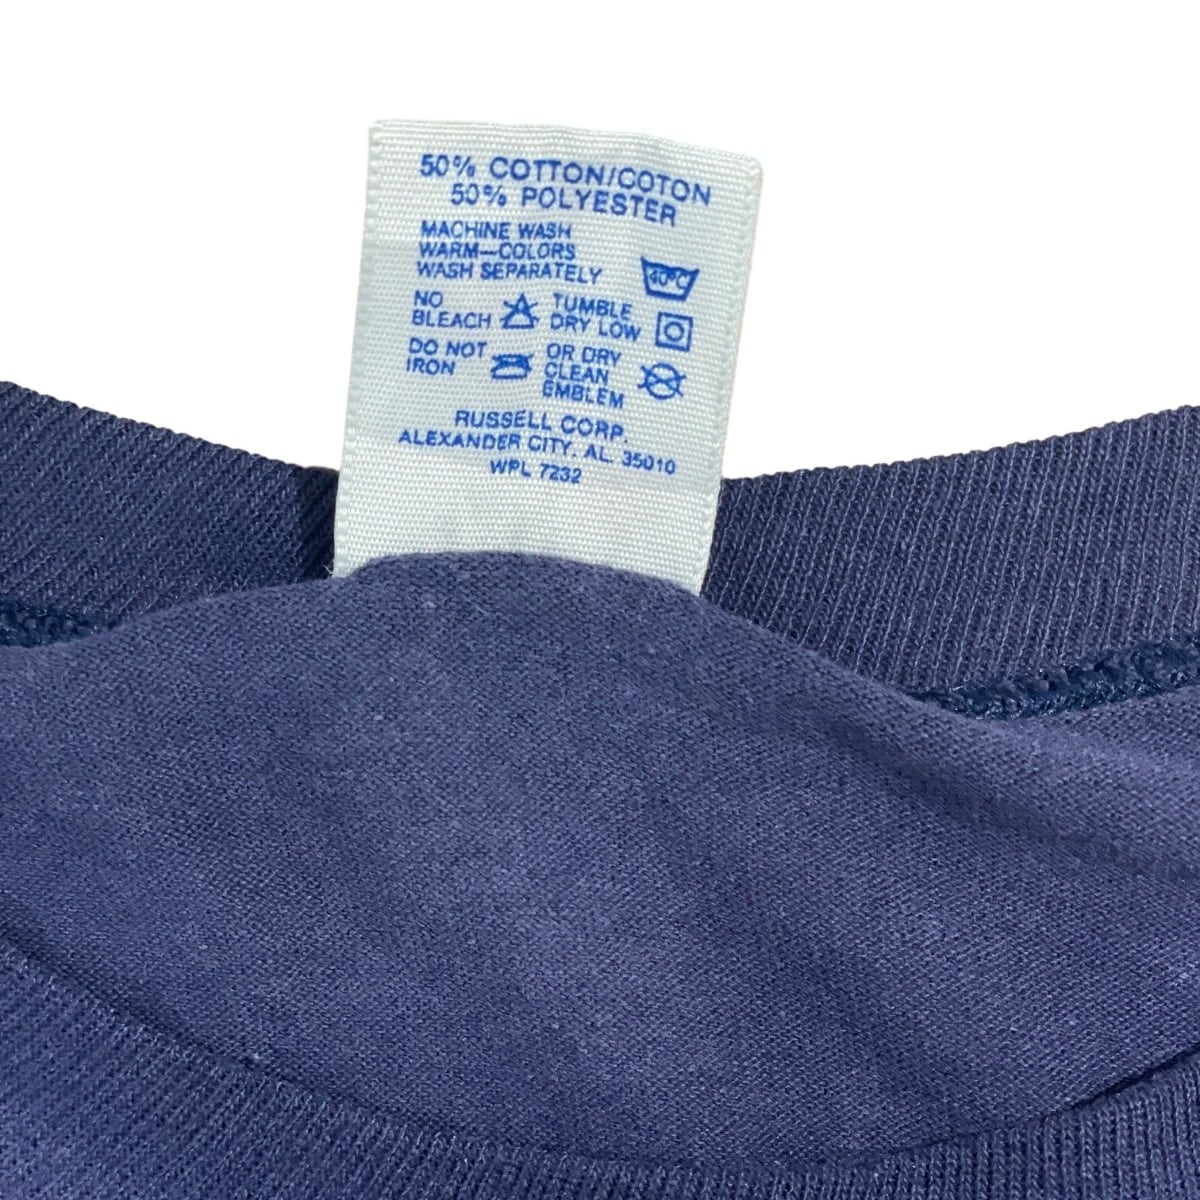 50% COTTON/COTON
50% POLYESTER
MACHINE WASH
WARM—COLORS
WASH SEPARATELY
40°C
NO BLEACH
TUMBLE DRY LOW
DO NOT IRON
OR DRY CLEAN EMBLEM
RUSSELL CORP.
ALEXANDER CITY, AL. 35010
WPL 7232